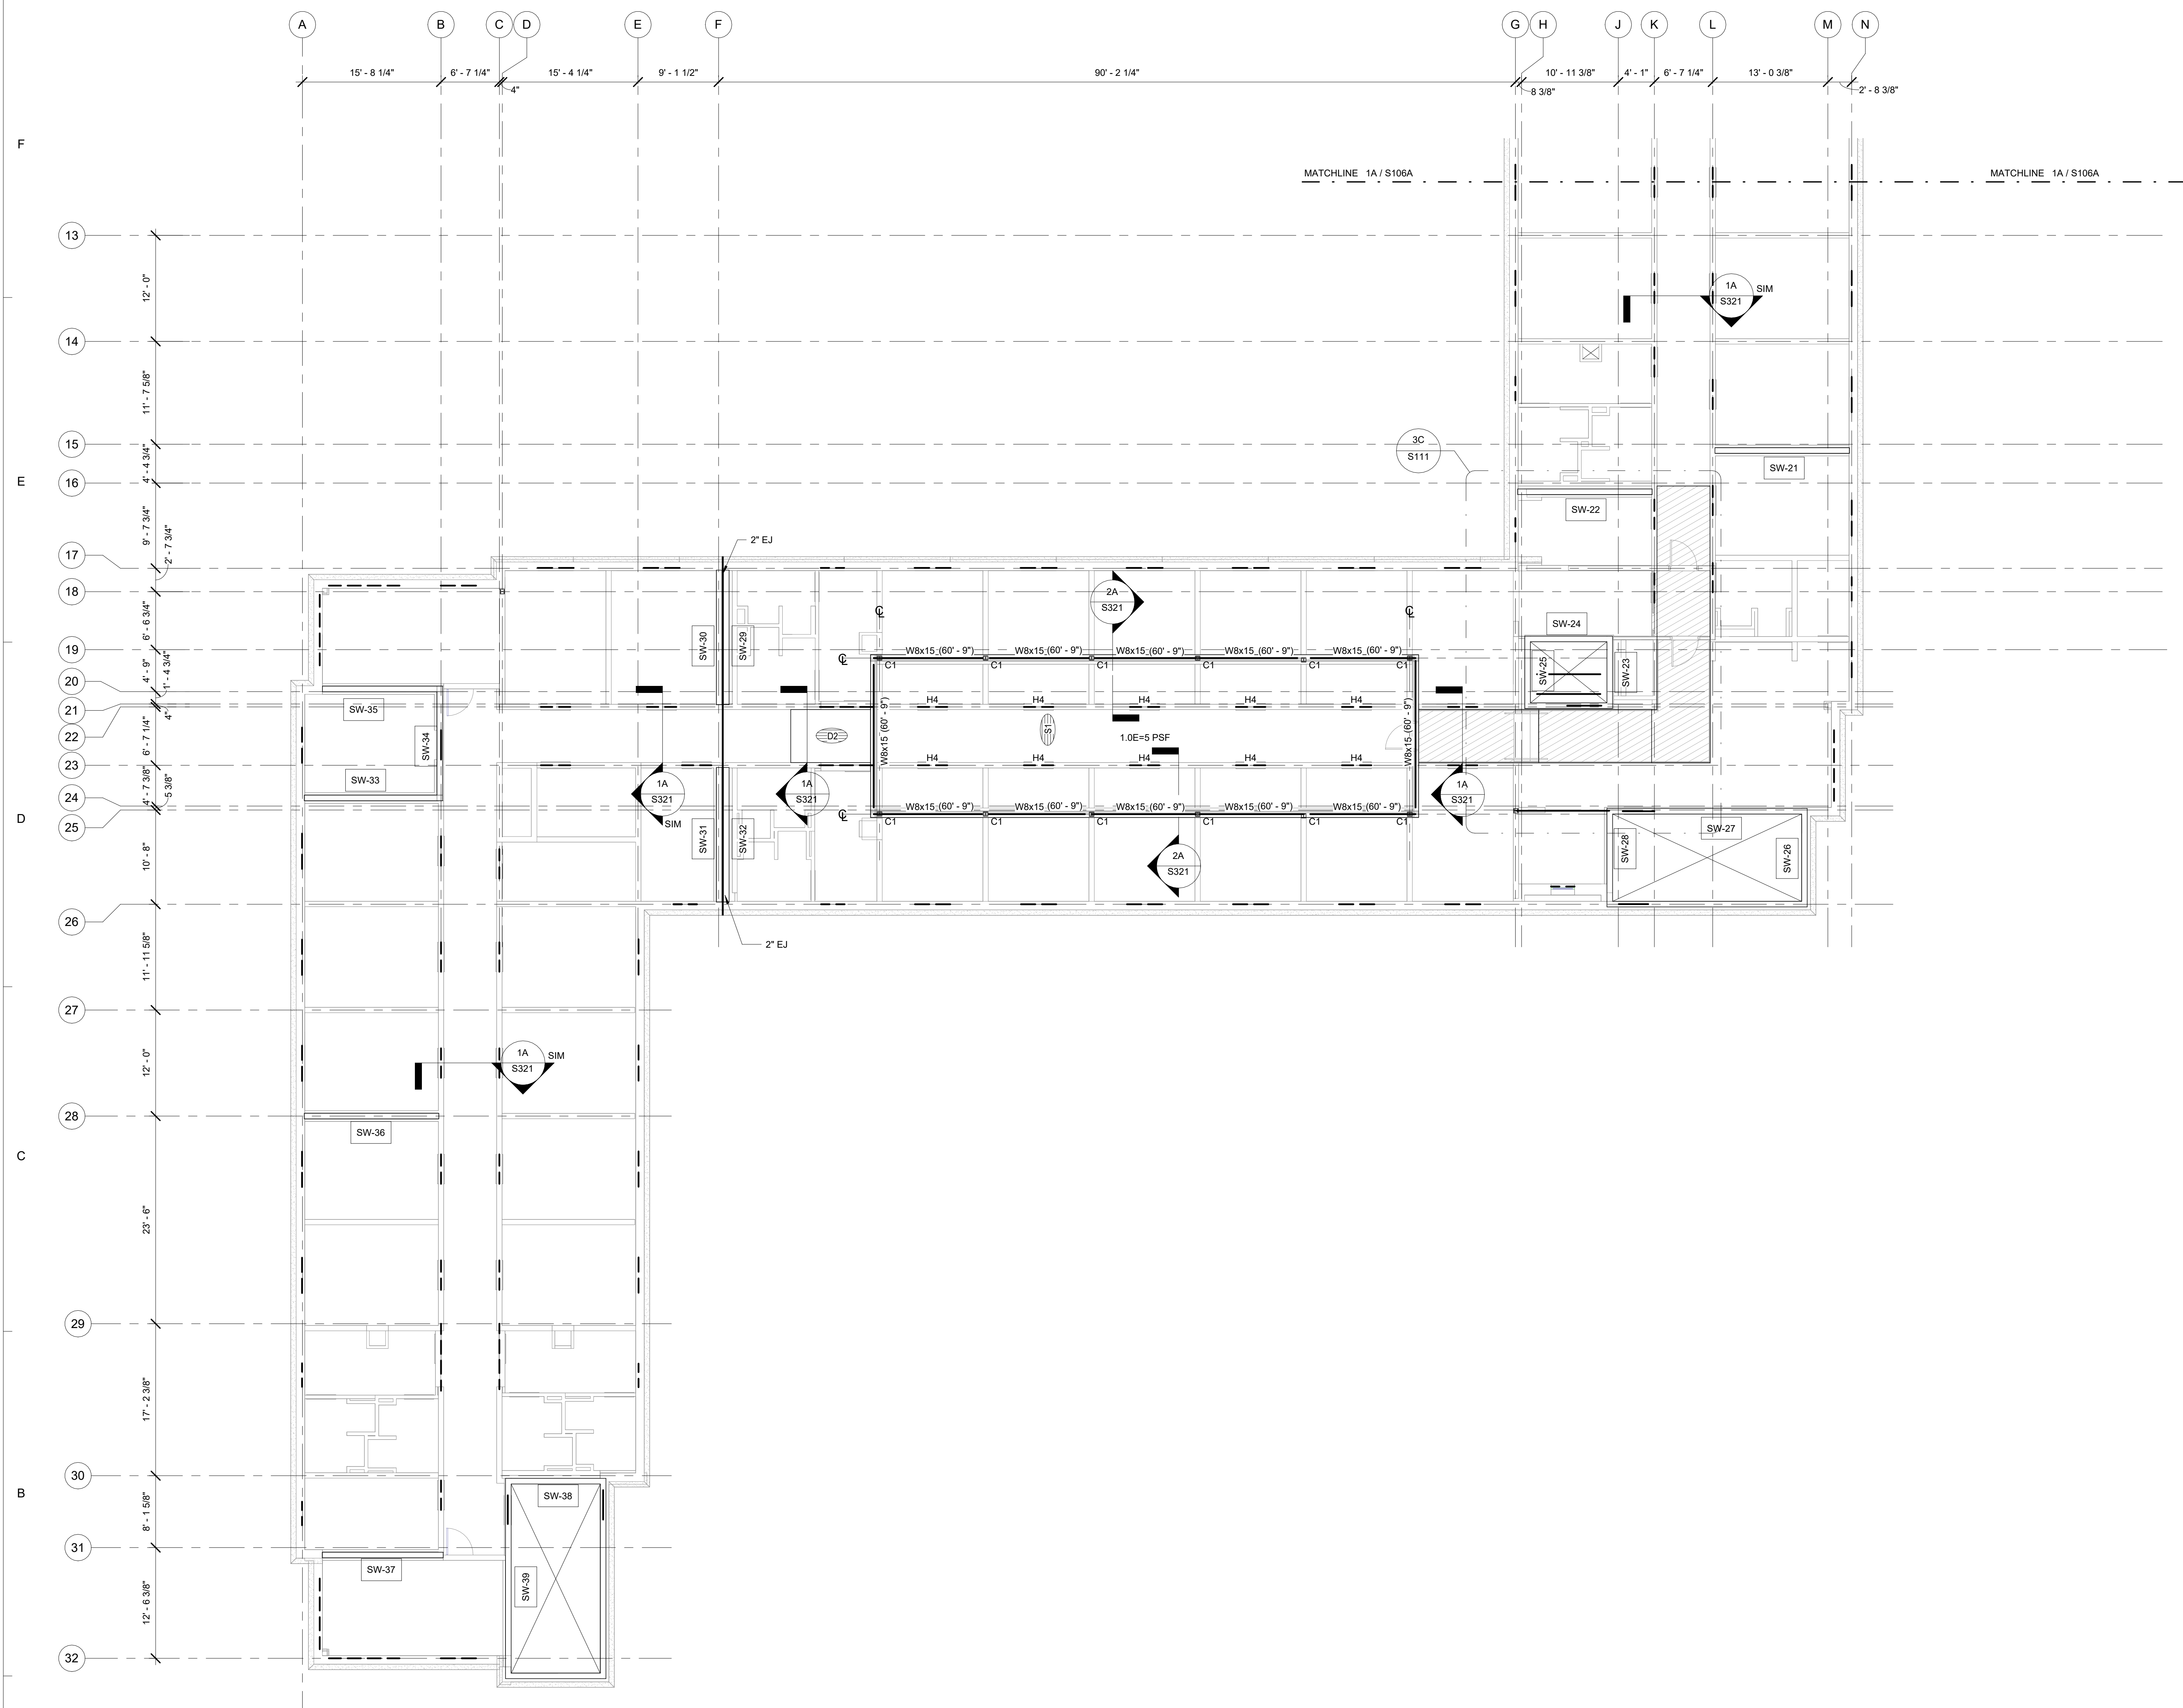 A B C D E F G H J K L M N
15' - 8 1/4" 6' - 7 1/4" 15' - 4 1/4" 9' - 1 1/2" 90' - 2 1/4" 10' - 11 3/8" 4' - 1" 6' - 7 1/4" 13' - 0 3/8"
4" 8 3/8" 2' - 8 3/8"
F
MATCHLINE 1A / S106A MATCHLINE 1A / S106A
13
12' - 0"
1A SIM
S321
14
11' - 7 5/8"
15
3C
S111
4' - 4 3/4"
SW-21
E
16
SW-22
9' - 7 3/4"
2' - 7 3/4"
2" EJ
17
18
2A
S321
6' - 6 3/4"
SW-24
SW-30 SW-29
19
℄ ℄
W8x15 (60' - 9") W8x15 (60' - 9") W8x15 (60' - 9") W8x15 (60' - 9") W8x15 (60' - 9")
℄
C1 C1 C1 C1 C1 C1
SW-25 SW-23
4' - 9"
1' - 4 3/4"
20
H4 H4 H4 H4 H4
SW-35
21
4"
22
SW-34
6' - 7 1/4"
D2 S1
W8x15 (60' - 9") W8x15 (60' - 9")
1.0E=5 PSF
H4 H4 H4 H4 H4
23
SW-33
1A 1A 1A
S321 S321 S321
SIM
4' - 7 3/8"
5 3/8"
24
W8x15 (60' - 9") W8x15 (60' - 9") W8x15 (60' - 9") W8x15 (60' - 9") W8x15 (60' - 9")
℄
C1 C1 C1 C1 C1 C1
D
25
SW-31 SW-32
SW-27
SW-28 SW-26
2A
S321
10' - 8"
26
2" EJ
11' - 11 5/8"
27
12' - 0"
1A SIM
S321
28
SW-36
C
23' - 6"
29
17' - 2 3/8"
30
B
SW-38
8' - 1 5/8"
31
SW-37
SW-39
12' - 6 3/8"
32